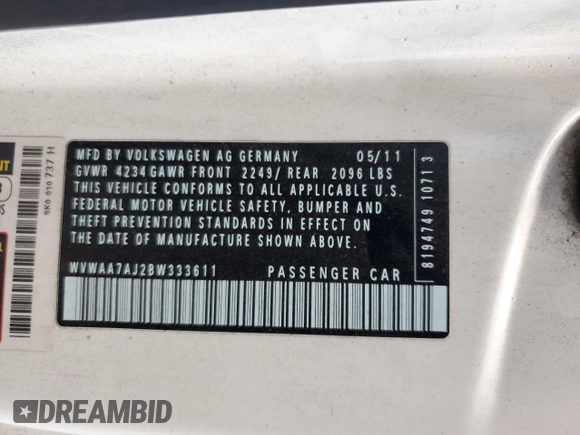 MFD BY VOLKSWAGEN AG GERMANY 05/11
GVWR 4234 GAWR FRONT 2249/ REAR 2096 LBS
THIS VEHICLE CONFORMS TO ALL APPLICABLE U.S.
FEDERAL MOTOR VEHICLE SAFETY, BUMPER AND
THEFT PREVENTION STANDARDS IN EFFECT ON
THE DATE OF MANUFACTURE SHOWN ABOVE.
WVWAA7AJ2BW333611 PASSENGER CAR
8194749 1071 3
5K0 010 737 H
DREAMBID